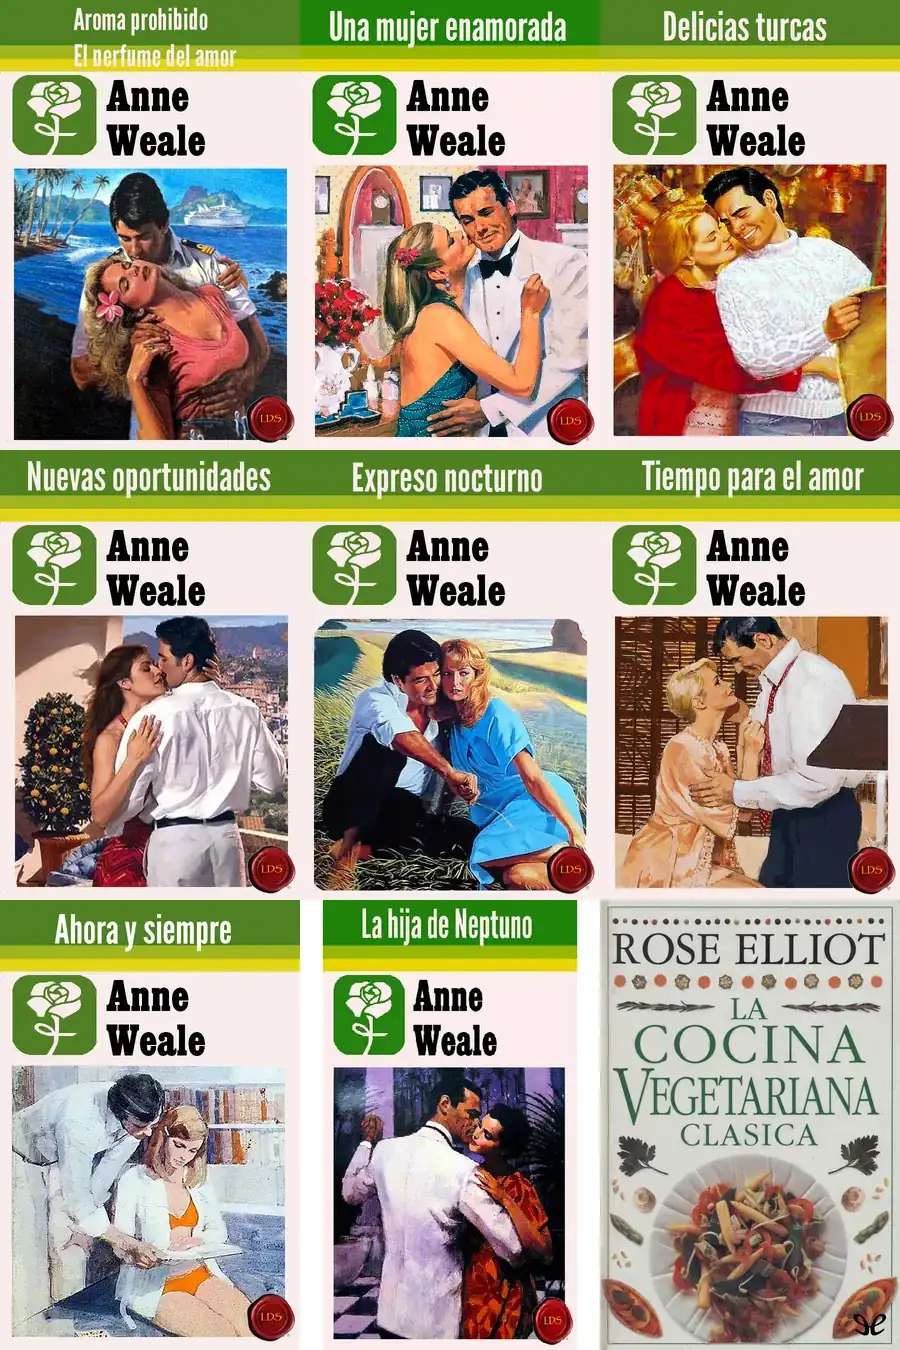 Aroma prohibido
El perfume del amor
Anne
Weale
LDS
Una mujer enamorada
Anne
Weale
LDS
Delicias turcas
Anne
Weale
LDS
Nuevas oportunidades
Anne
Weale
LDS
Expreso nocturno
Anne
Weale
LDS
Tiempo para el amor
Anne
Weale
LDS
Ahora y siempre
Anne
Weale
LDS
La hija de Neptuno
Anne
Weale
LDS
ROSE ELLIOT
LA
COCINA
VEGETARIANA
CLASICA